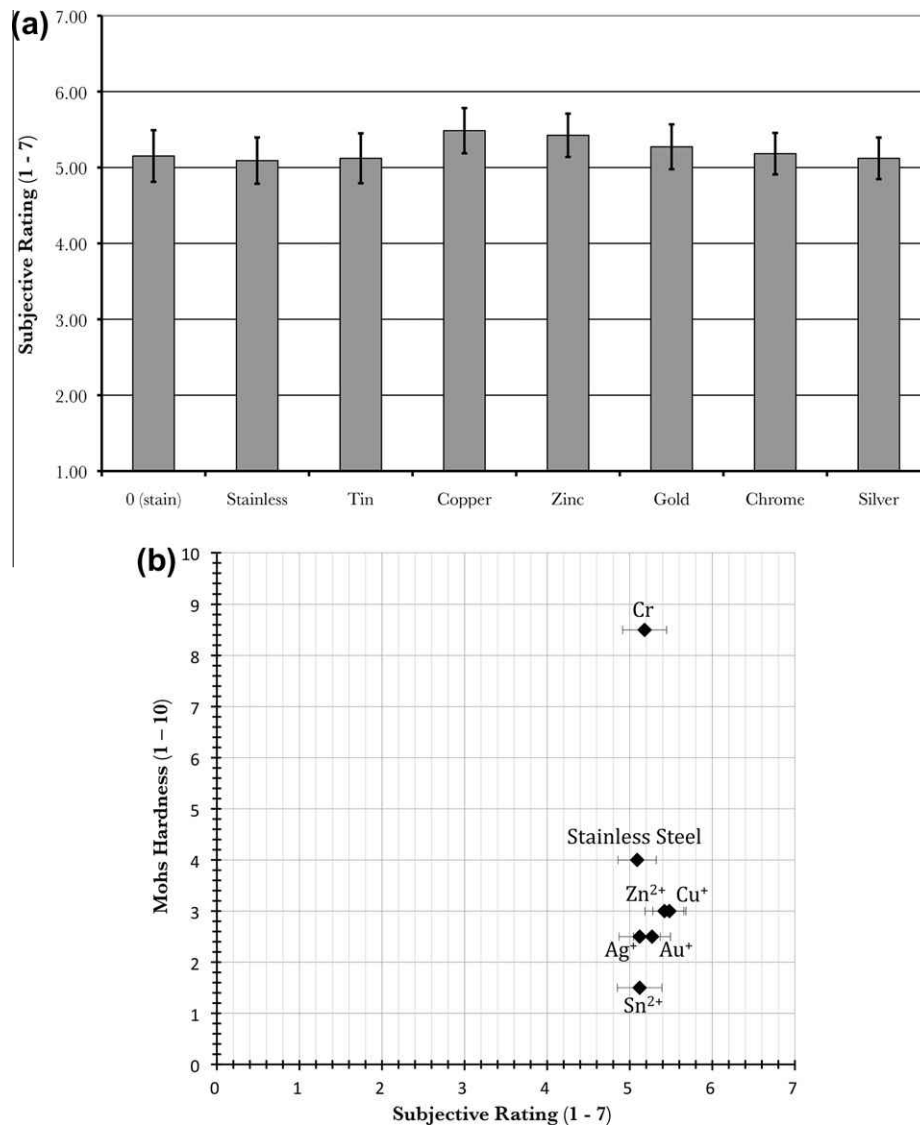 (a)
7.00
6.00
5.00
4.00
3.00
2.00
1.00
Subjective Rating (1 - 7)
0 (stain) Stainless Tin Copper Zinc Gold Chrome Silver
(b)
10
9
8
7
6
5
4
3
2
1
0
Mohs Hardness (1 – 10)
Cr
Stainless Steel
Zn²⁺ Cu⁺
Ag⁺ Au⁺
Sn²⁺
0 1 2 3 4 5 6 7
Subjective Rating (1 - 7)